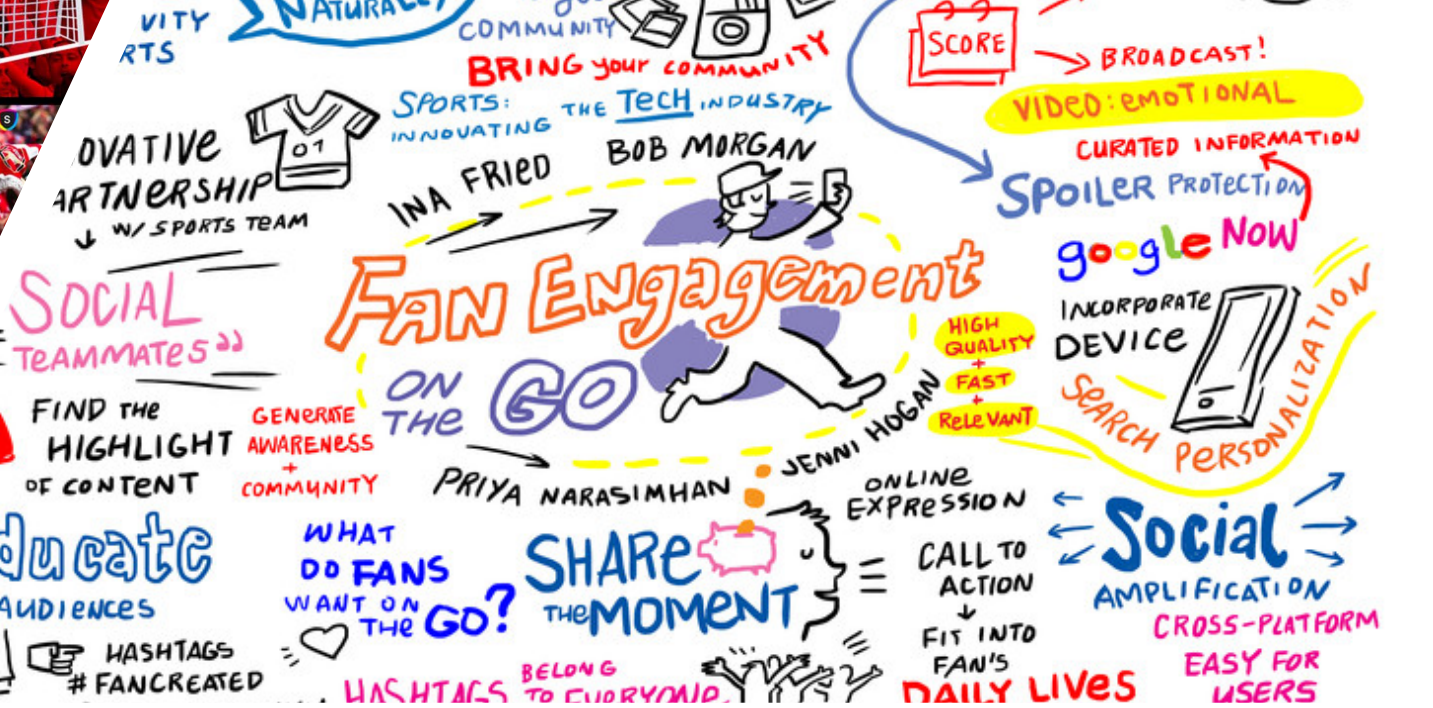 VITY
RTS
NATURALLY
COMMUNITY
BRING your COMMUNITY
SPORTS:
INNOVATING THE TECH INDUSTRY
SCORE
BROADCAST!
VIDEO: EMOTIONAL
CURATED INFORMATION
SPOILER PROTECTION
google NOW
INCORPORATE
DEVICE
SEARCH PERSONALIZATION
S
OVATIVE
ARTNERSHIP
W/ SPORTS TEAM
01
SOCIAL
TEAMMATES"
INA FRIED
BOB MORGAN
FAN ENgagement
ON
THE GO
PRIYA NARASIMHAN
JENNI HOGAN
HIGH
QUALITY
+
FAST
+
RELEVANT
FIND THE
HIGHLIGHT
OF CONTENT
GENERATE
AWARENESS
+
COMMUNITY
ducate
AUDIENCES
WHAT
DO FANS
WANT ON
THE GO?
SHARE
THE MOMENT
ONLINE
EXPRESSION
CALL TO
ACTION
FIT INTO
FAN'S
DAILY LIVES
Social
AMPLIFICATION
CROSS-PLATFORM
EASY FOR
USERS
HASHTAGS
# FANCREATED
HASHTAGS BELONG
TO EVERYONE